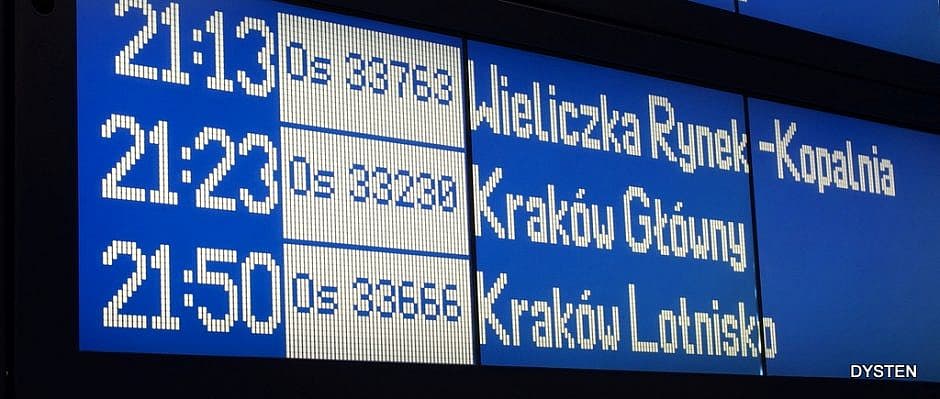 21:13 Os 33763 Wieliczka Rynek-Kopalnia
21:23 Os 33230 Kraków Główny
21:50 Os 33666 Kraków Lotnisko
DYSTEN